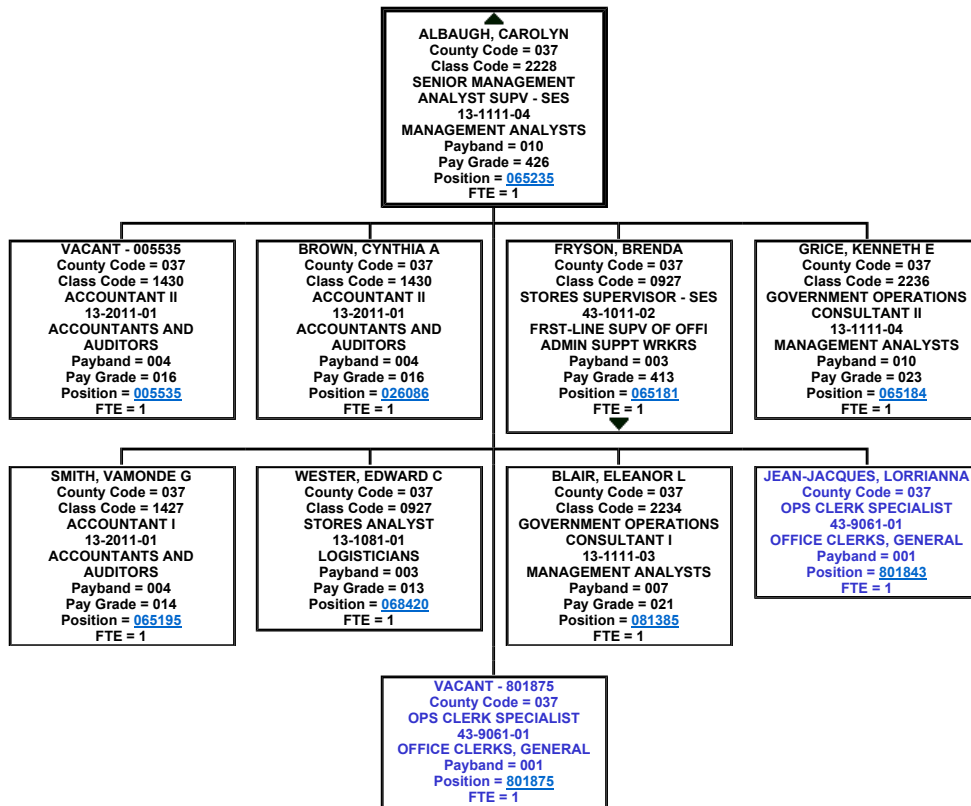 ALBAUGH, CAROLYN
County Code = 037
Class Code = 2228
SENIOR MANAGEMENT
ANALYST SUPV - SES
13-1111-04
MANAGEMENT ANALYSTS
Payband = 010
Pay Grade = 426
Position = 065235
FTE = 1
VACANT - 005535
County Code = 037
Class Code = 1430
ACCOUNTANT II
13-2011-01
ACCOUNTANTS AND
AUDITORS
Payband = 004
Pay Grade = 016
Position = 005535
FTE = 1
BROWN, CYNTHIA A
County Code = 037
Class Code = 1430
ACCOUNTANT II
13-2011-01
ACCOUNTANTS AND
AUDITORS
Payband = 004
Pay Grade = 016
Position = 026086
FTE = 1
FRYSON, BRENDA
County Code = 037
Class Code = 0927
STORES SUPERVISOR - SES
43-1011-02
FRST-LINE SUPV OF OFFI
ADMIN SUPPT WRKRS
Payband = 003
Pay Grade = 413
Position = 065181
FTE = 1
GRICE, KENNETH E
County Code = 037
Class Code = 2236
GOVERNMENT OPERATIONS
CONSULTANT II
13-1111-04
MANAGEMENT ANALYSTS
Payband = 010
Pay Grade = 023
Position = 065184
FTE = 1
SMITH, VAMONDE G
County Code = 037
Class Code = 1427
ACCOUNTANT I
13-2011-01
ACCOUNTANTS AND
AUDITORS
Payband = 004
Pay Grade = 014
Position = 065195
FTE = 1
WESTER, EDWARD C
County Code = 037
Class Code = 0927
STORES ANALYST
13-1081-01
LOGISTICIANS
Payband = 003
Pay Grade = 013
Position = 068420
FTE = 1
BLAIR, ELEANOR L
County Code = 037
Class Code = 2234
GOVERNMENT OPERATIONS
CONSULTANT I
13-1111-03
MANAGEMENT ANALYSTS
Payband = 007
Pay Grade = 021
Position = 081385
FTE = 1
JEAN-JACQUES, LORRIANNA
County Code = 037
OPS CLERK SPECIALIST
43-9061-01
OFFICE CLERKS, GENERAL
Payband = 001
Position = 801843
FTE = 1
VACANT - 801875
County Code = 037
OPS CLERK SPECIALIST
43-9061-01
OFFICE CLERKS, GENERAL
Payband = 001
Position = 801875
FTE = 1